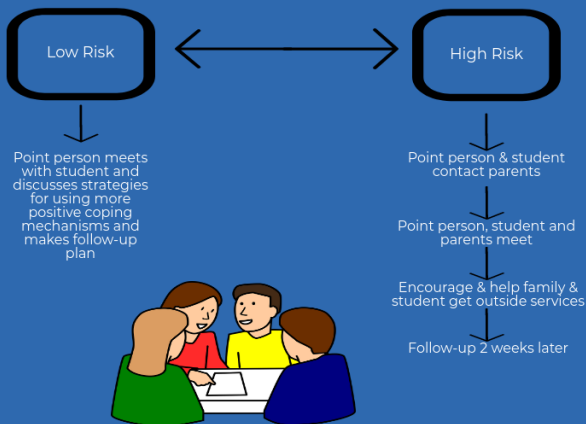 Low Risk
High Risk
Point person meets
with student and
discusses strategies
for using more
positive coping
mechanisms and
makes follow-up
plan
Point person & student
contact parents
Point person, student and
parents meet
Encourage & help family &
student get outside services
Follow-up 2 weeks later